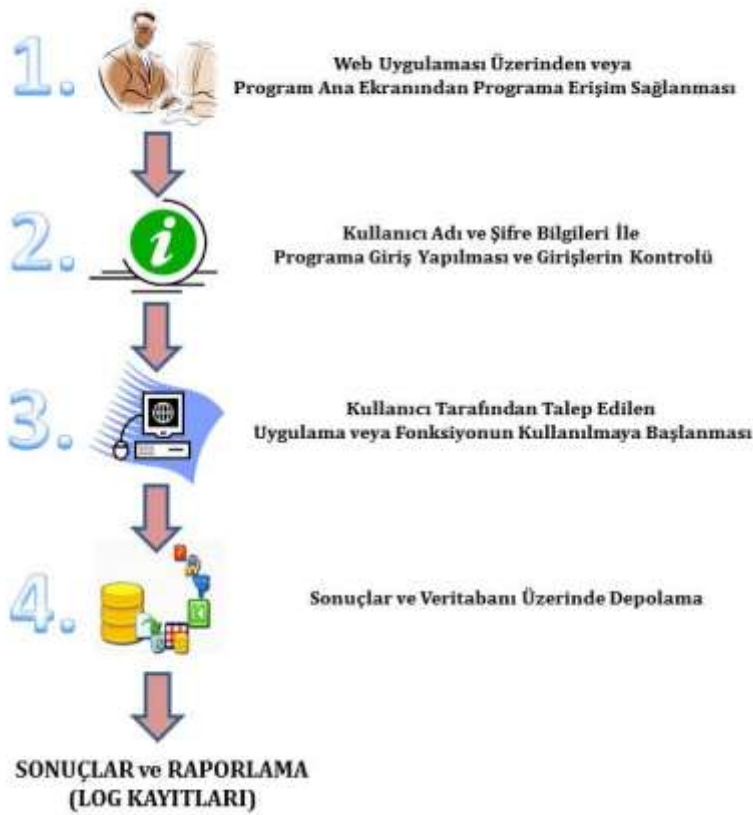 1.
Web Uygulaması Üzerinden veya
Program Ana Ekranından Programa Erişim Sağlanması
2.
Kullanıcı Adı ve Şifre Bilgileri İle
Programa Giriş Yapılması ve Girişlerin Kontrolü
3.
Kullanıcı Tarafından Talep Edilen
Uygulama veya Fonksiyonun Kullanılmaya Başlanması
4.
Sonuçlar ve Veritabanı Üzerinde Depolama
SONUÇLAR ve RAPORLAMA
(LOG KAYITLARI)